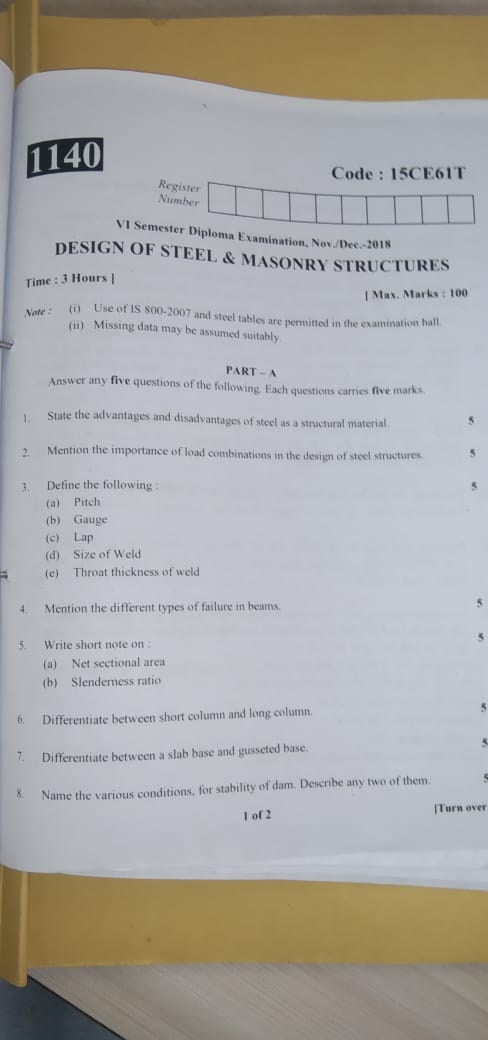 1140
Code : 15CE61T
Register
Number
VI Semester Diploma Examination, Nov./Dec.-2018
DESIGN OF STEEL & MASONRY STRUCTURES
Time : 3 Hours ]
[ Max. Marks : 100
Note : (i) Use of IS 800-2007 and steel tables are permitted in the examination hall.
(ii) Missing data may be assumed suitably.
PART – A
Answer any five questions of the following. Each questions carries five marks.
1. State the advantages and disadvantages of steel as a structural material. 5
2. Mention the importance of load combinations in the design of steel structures. 5
3. Define the following : 5
(a) Pitch
(b) Gauge
(c) Lap
(d) Size of Weld
(e) Throat thickness of weld
4. Mention the different types of failure in beams. 5
5. Write short note on : 5
(a) Net sectional area
(b) Slenderness ratio
6. Differentiate between short column and long column. 5
7. Differentiate between a slab base and gusseted base. 5
8. Name the various conditions, for stability of dam. Describe any two of them. 5
1 of 2
[Turn over